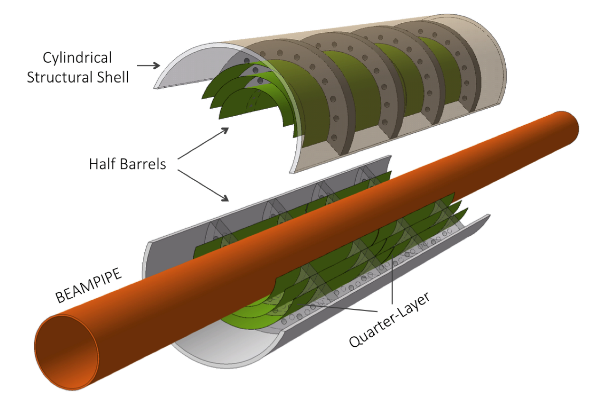 Cylindrical
Structural Shell
Half Barrels
BEAMPIPE
Quarter-Layer